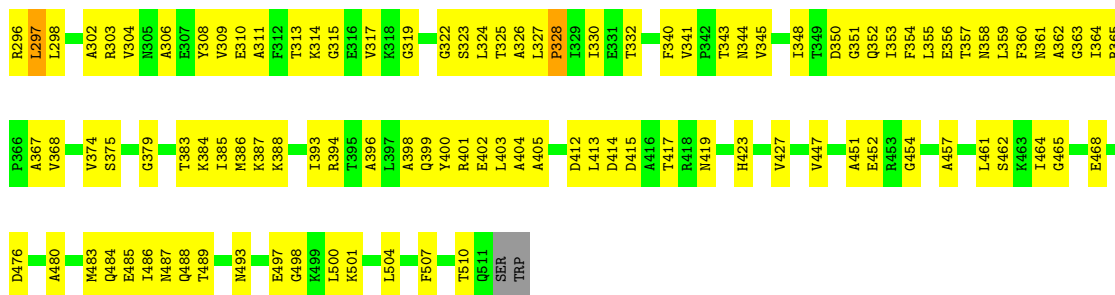 R296 L297 L298 A302 R303 V304 N305 A306 E307 Y308 V309 E310 A311 F312 T313 K314 G315 E316 V317 K318 G319 G322 S323 L324 T325 A326 L327 P328 I329 I330 E331 T332 F340 V341 P342 T343 N344 V345 I348 T349 D350 G351 Q352 I353 F354 L355 E356 T357 N358 L359 F360 N361 A362 G363 I364 R365
P366 A367 V368 V374 S375 G379 T383 K384 I385 M386 K387 K388 I393 R394 T395 A396 L397 A398 Q399 Y400 R401 E402 L403 A404 A405 D412 L413 D414 D415 A416 T417 R418 N419 H423 V427 V447 A451 E452 R453 G454 A457 L461 S462 K463 I464 G465 E468
D476 A480 M483 Q484 E485 I486 N487 Q488 T489 N493 E497 G498 K499 L500 K501 L504 F507 T510 Q511 SER TRP